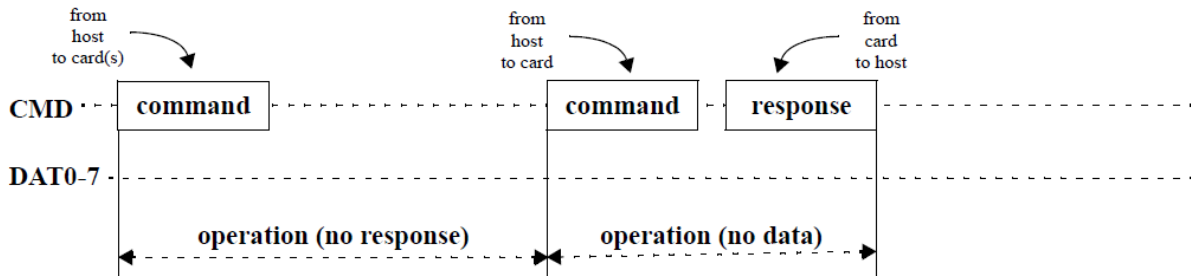 from
host
to card(s)
from
host
to card
from
card
to host
CMD
command
command
response
DAT0-7
operation (no response)
operation (no data)